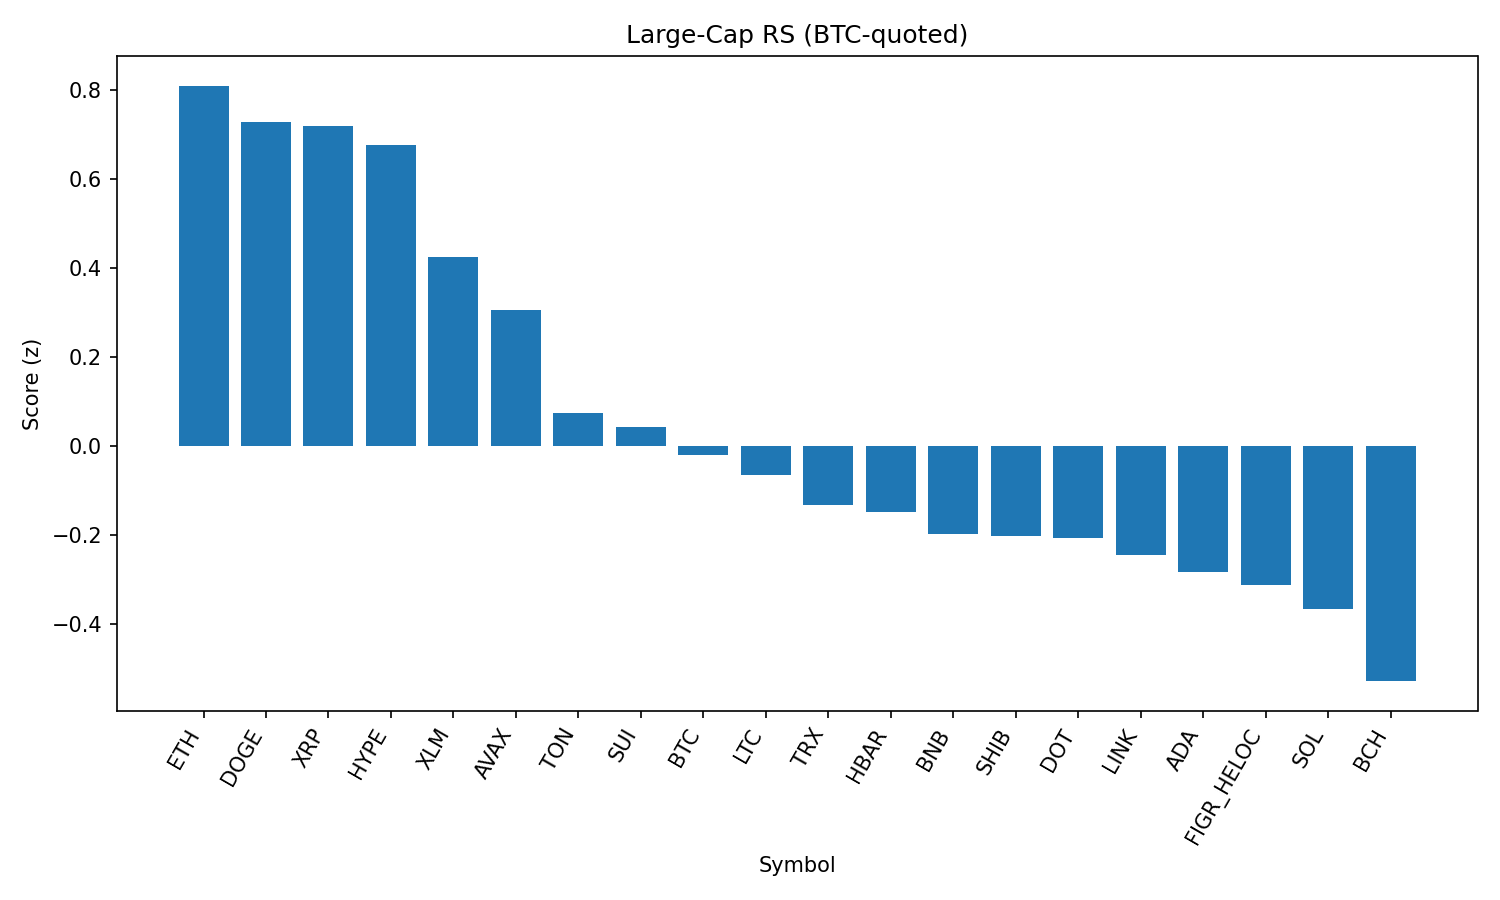 Large-Cap RS (BTC-quoted)
Score (z)
0.8
0.6
0.4
0.2
0.0
−0.2
−0.4
ETH
DOGE
XRP
HYPE
XLM
AVAX
TON
SUI
BTC
LTC
TRX
HBAR
BNB
SHIB
DOT
LINK
ADA
FIGR_HELOC
SOL
BCH
Symbol